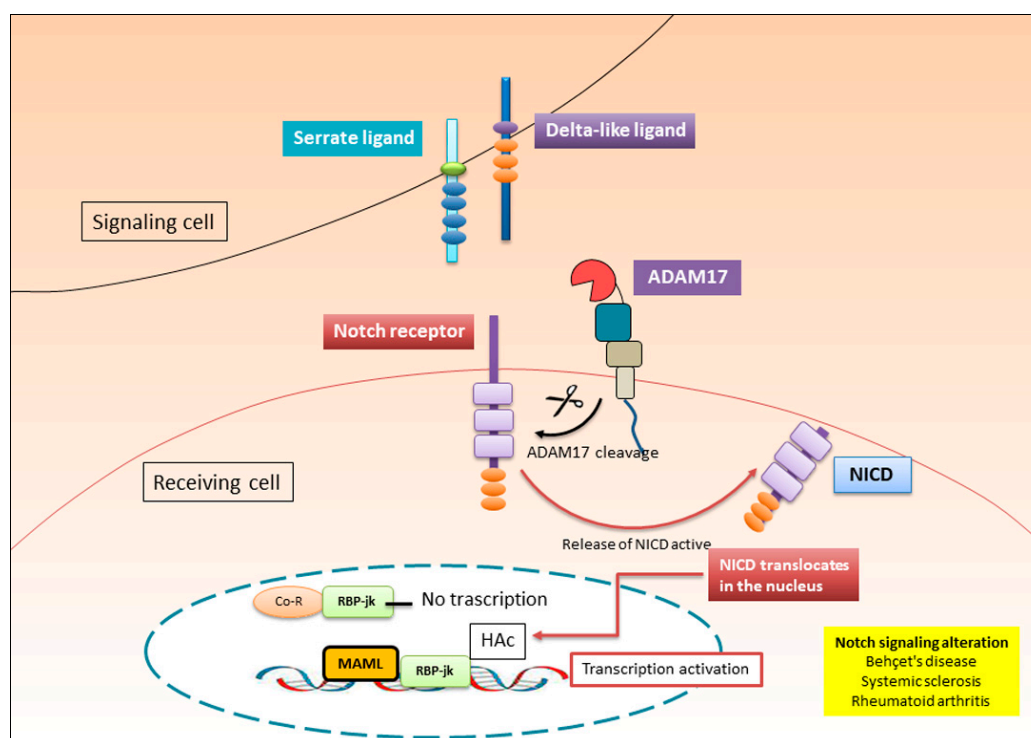 Serrate ligand
Delta-like ligand
Signaling cell
ADAM17
Notch receptor
ADAM17 cleavage
Receiving cell
NICD
Release of NICD active
NICD translocates
in the nucleus
Co-R
RBP-jk
No trascription
HAc
MAML
RBP-jk
Transcription activation
Notch signaling alteration
Behçet's disease
Systemic sclerosis
Rheumatoid arthritis